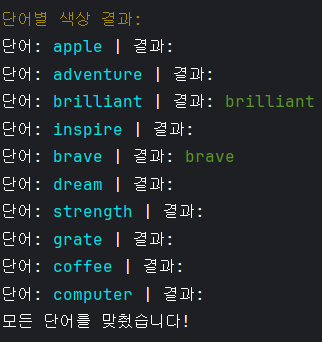 단어별 색상 결과:
단어: apple | 결과:
단어: adventure | 결과:
단어: brilliant | 결과: brilliant
단어: inspire | 결과:
단어: brave | 결과: brave
단어: dream | 결과:
단어: strength | 결과:
단어: grate | 결과:
단어: coffee | 결과:
단어: computer | 결과:
모든 단어를 맞췄습니다!